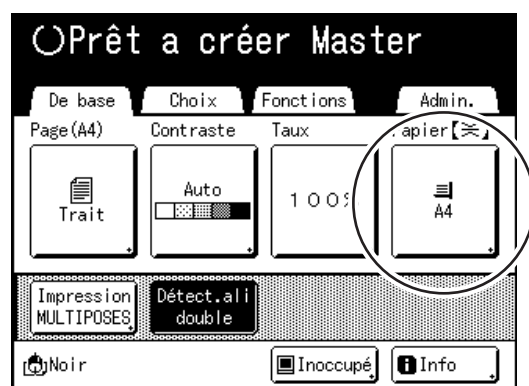 Prêt a créer Master
De base Choix Fonctions Admin.
Page(A4) Contraste Taux apier【】
Trait Auto 100% A4
Impression MULTIPOSES Détect.ali double
Noir Inoccupé Info